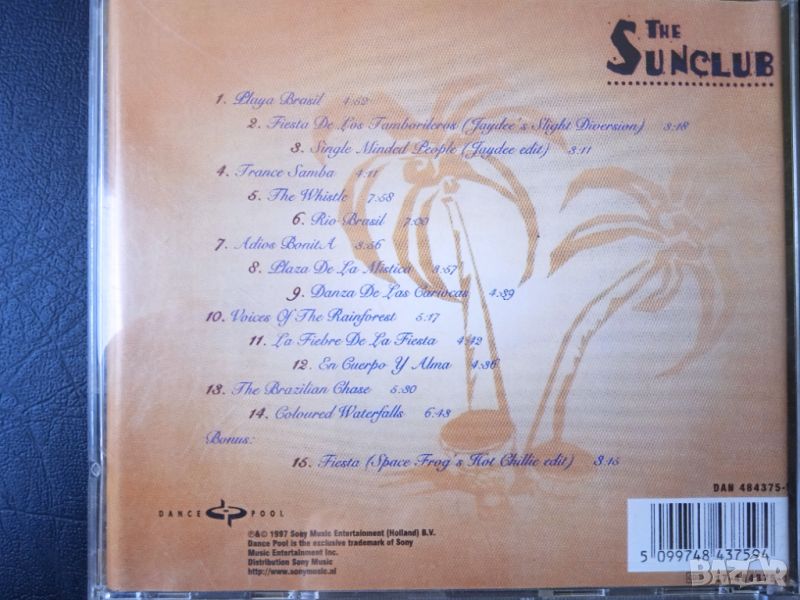 THE
SUNCLUB
1. Playa Brasil 4:52
2. Fiesta De Los Tamborileros (Jaydee's Slight Diversion) 3:18
3. Single Minded People (Jaydee edit) 3:11
4. Trance Samba 4:11
5. The Whistle 7:58
6. Rio Brasil 7:00
7. Adios BonitA 3:56
8. Plaza De La Mistica 3:57
9. Danza De Las Cariocas 4:39
10. Voices Of The Rainforest 5:17
11. La Fiebre De La Fiesta 4:42
12. En Cuerpo Y Alma 4:36
13. The Brazilian Chase 5:30
14. Coloured Waterfalls 6:43
Bonus:
15. Fiesta (Space Frog's Hot Chillie edit) 3:15
DAN 484375-
DANCE POOL
℗&© 1997 Sony Music Entertainment (Holland) B.V.
Dance Pool is the exclusive trademark of Sony
Music Entertainment Inc.
Distribution Sony Music
http://www.sonymusic.nl
5 099748 437594
BAZAR